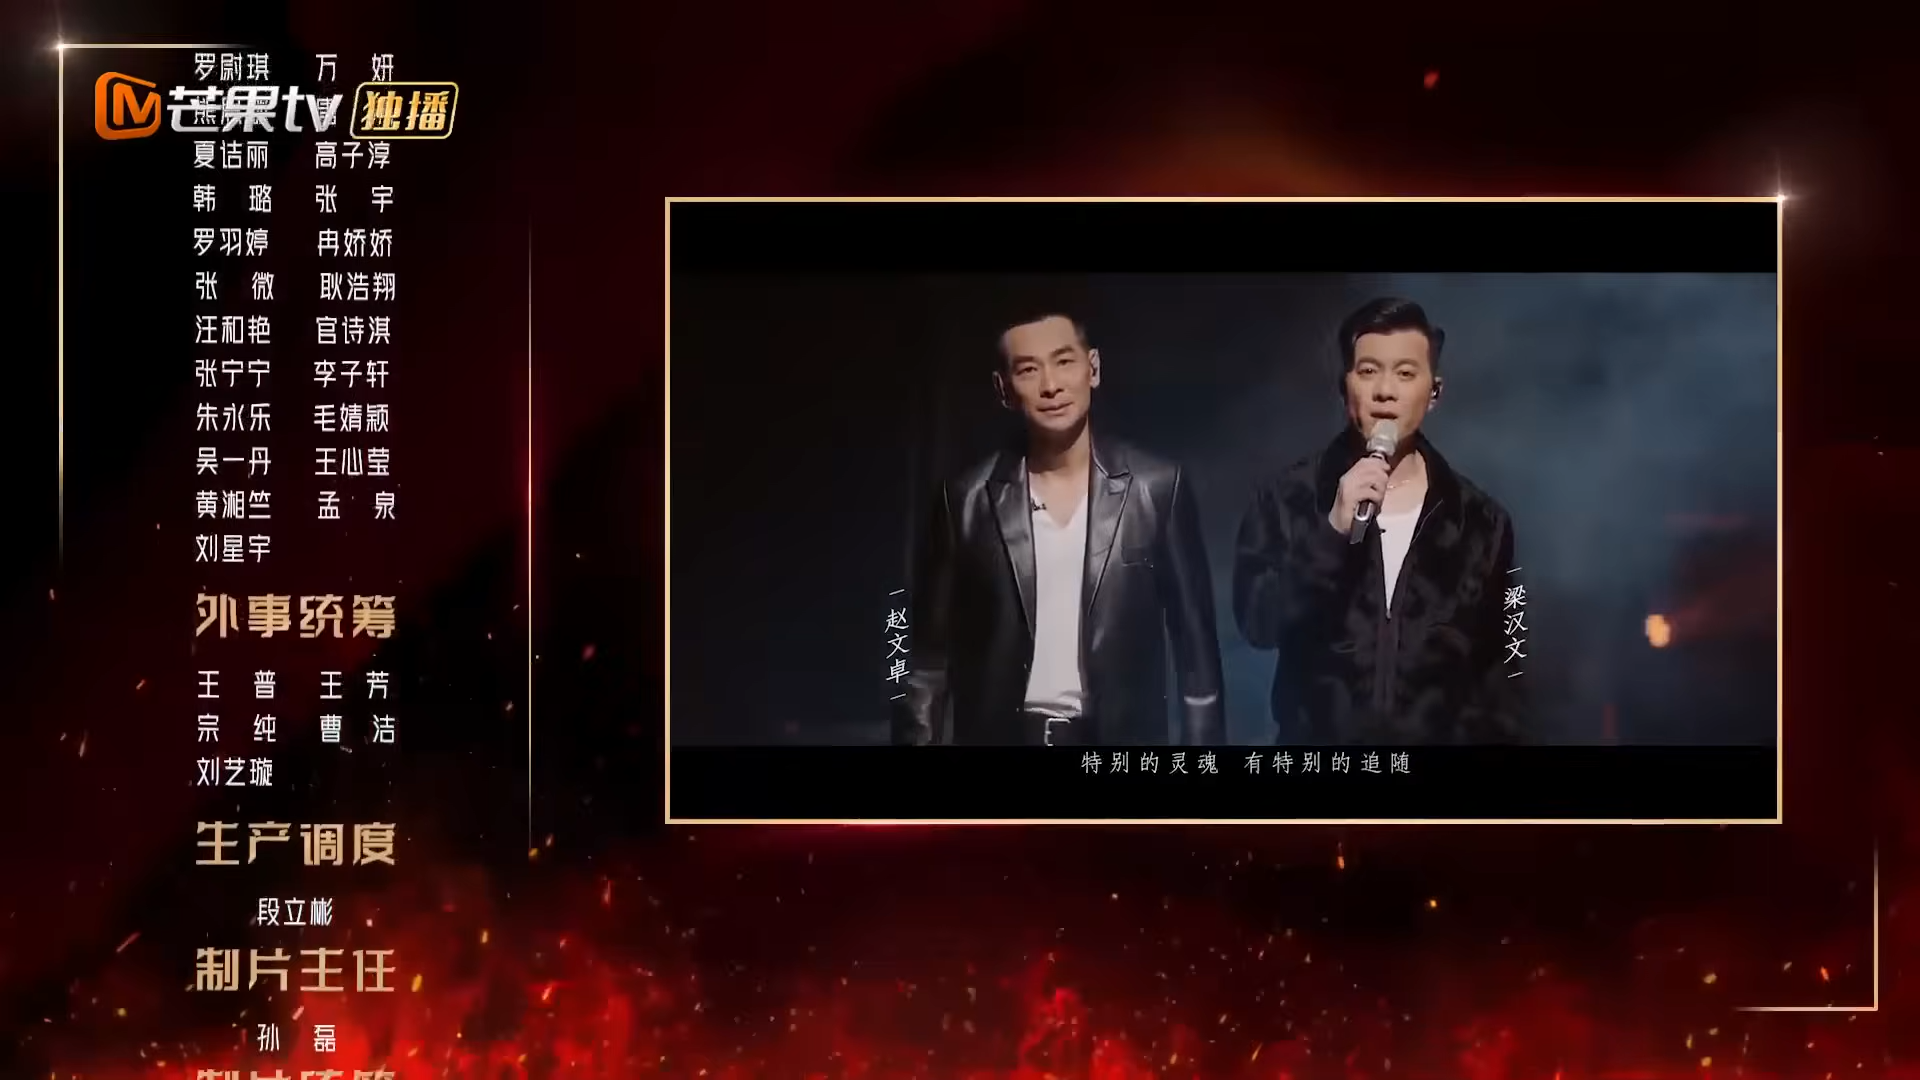 罗尉琪 万妍
芒果tv 独播
夏诘丽 高子淳
韩璐 张宇
罗羽婷 冉娇娇
张微 耿浩翔
汪和艳 官诗淇
张宁宁 李子轩
朱永乐 毛婧颖
吴一丹 王心莹
黄湘竺 孟泉
刘星宇
外事统筹
王普 王芳
宗纯 曹洁
刘艺璇
生产调度
段立彬
制片主任
孙磊
赵文卓
梁汉文
特别的灵魂 有特别的追随